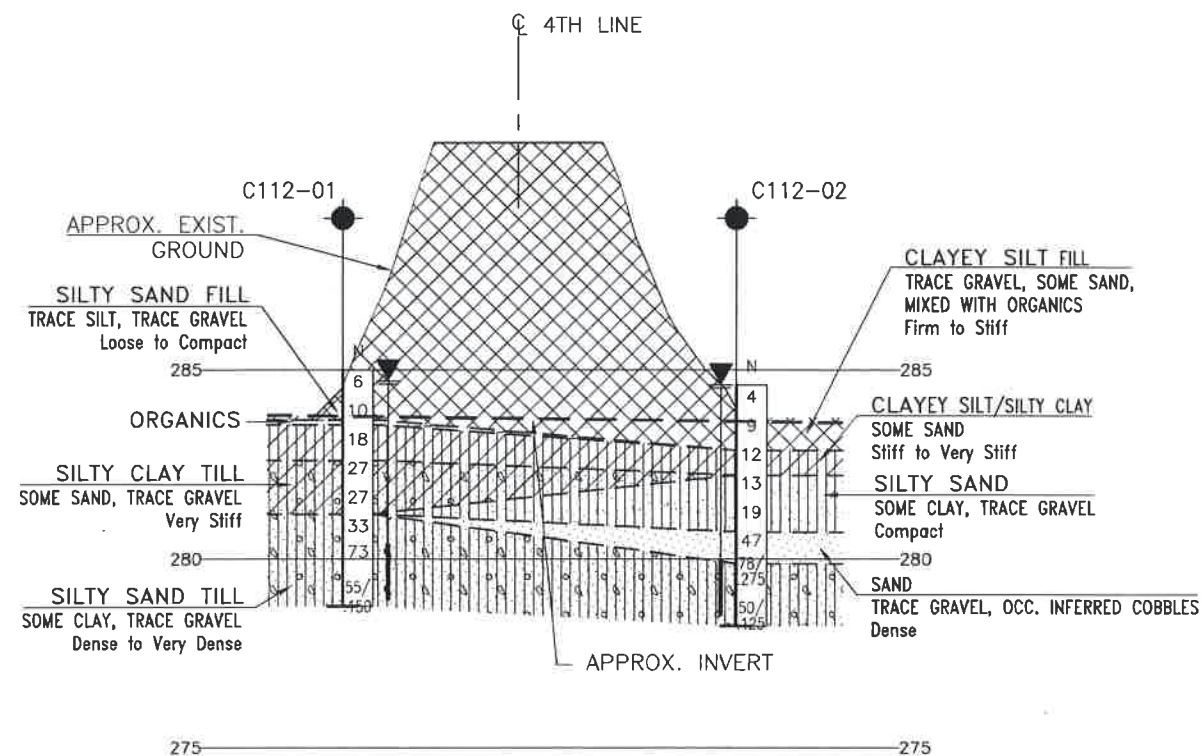 ℄ 4TH LINE
C112-01
C112-02
APPROX. EXIST.
GROUND
SILTY SAND FILL
TRACE SILT, TRACE GRAVEL
Loose to Compact
CLAYEY SILT FILL
TRACE GRAVEL, SOME SAND,
MIXED WITH ORGANICS
Firm to Stiff
285
285
N
6
10
18
27
27
33
73
55/
150
N
4
9
12
13
19
47
78/
275
50/
125
ORGANICS
CLAYEY SILT/SILTY CLAY
SOME SAND
Stiff to Very Stiff
SILTY CLAY TILL
SOME SAND, TRACE GRAVEL
Very Stiff
SILTY SAND
SOME CLAY, TRACE GRAVEL
Compact
280
280
SILTY SAND TILL
SOME CLAY, TRACE GRAVEL
Dense to Very Dense
SAND
TRACE GRAVEL, OCC. INFERRED COBBLES
Dense
APPROX. INVERT
275
275